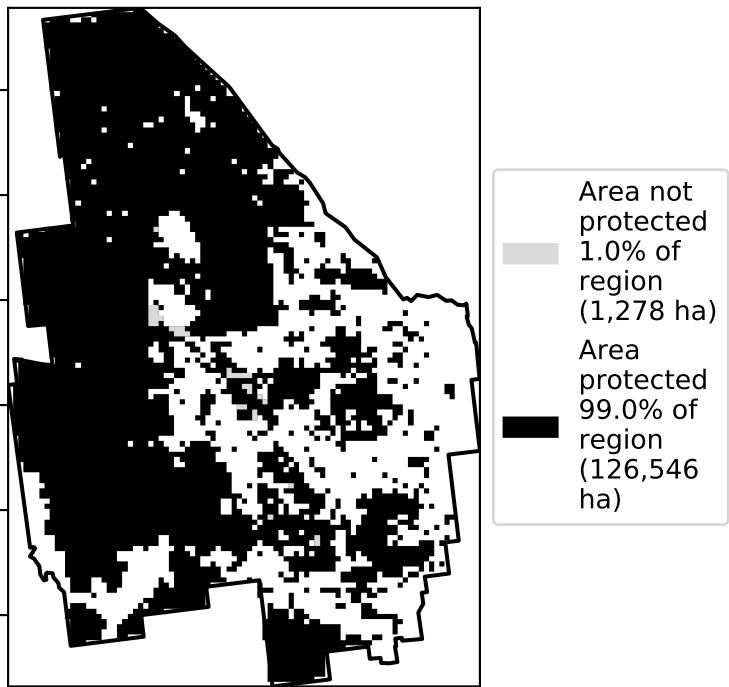 Area not
protected
1.0% of
region
(1,278 ha)
Area
protected
99.0% of
region
(126,546
ha)